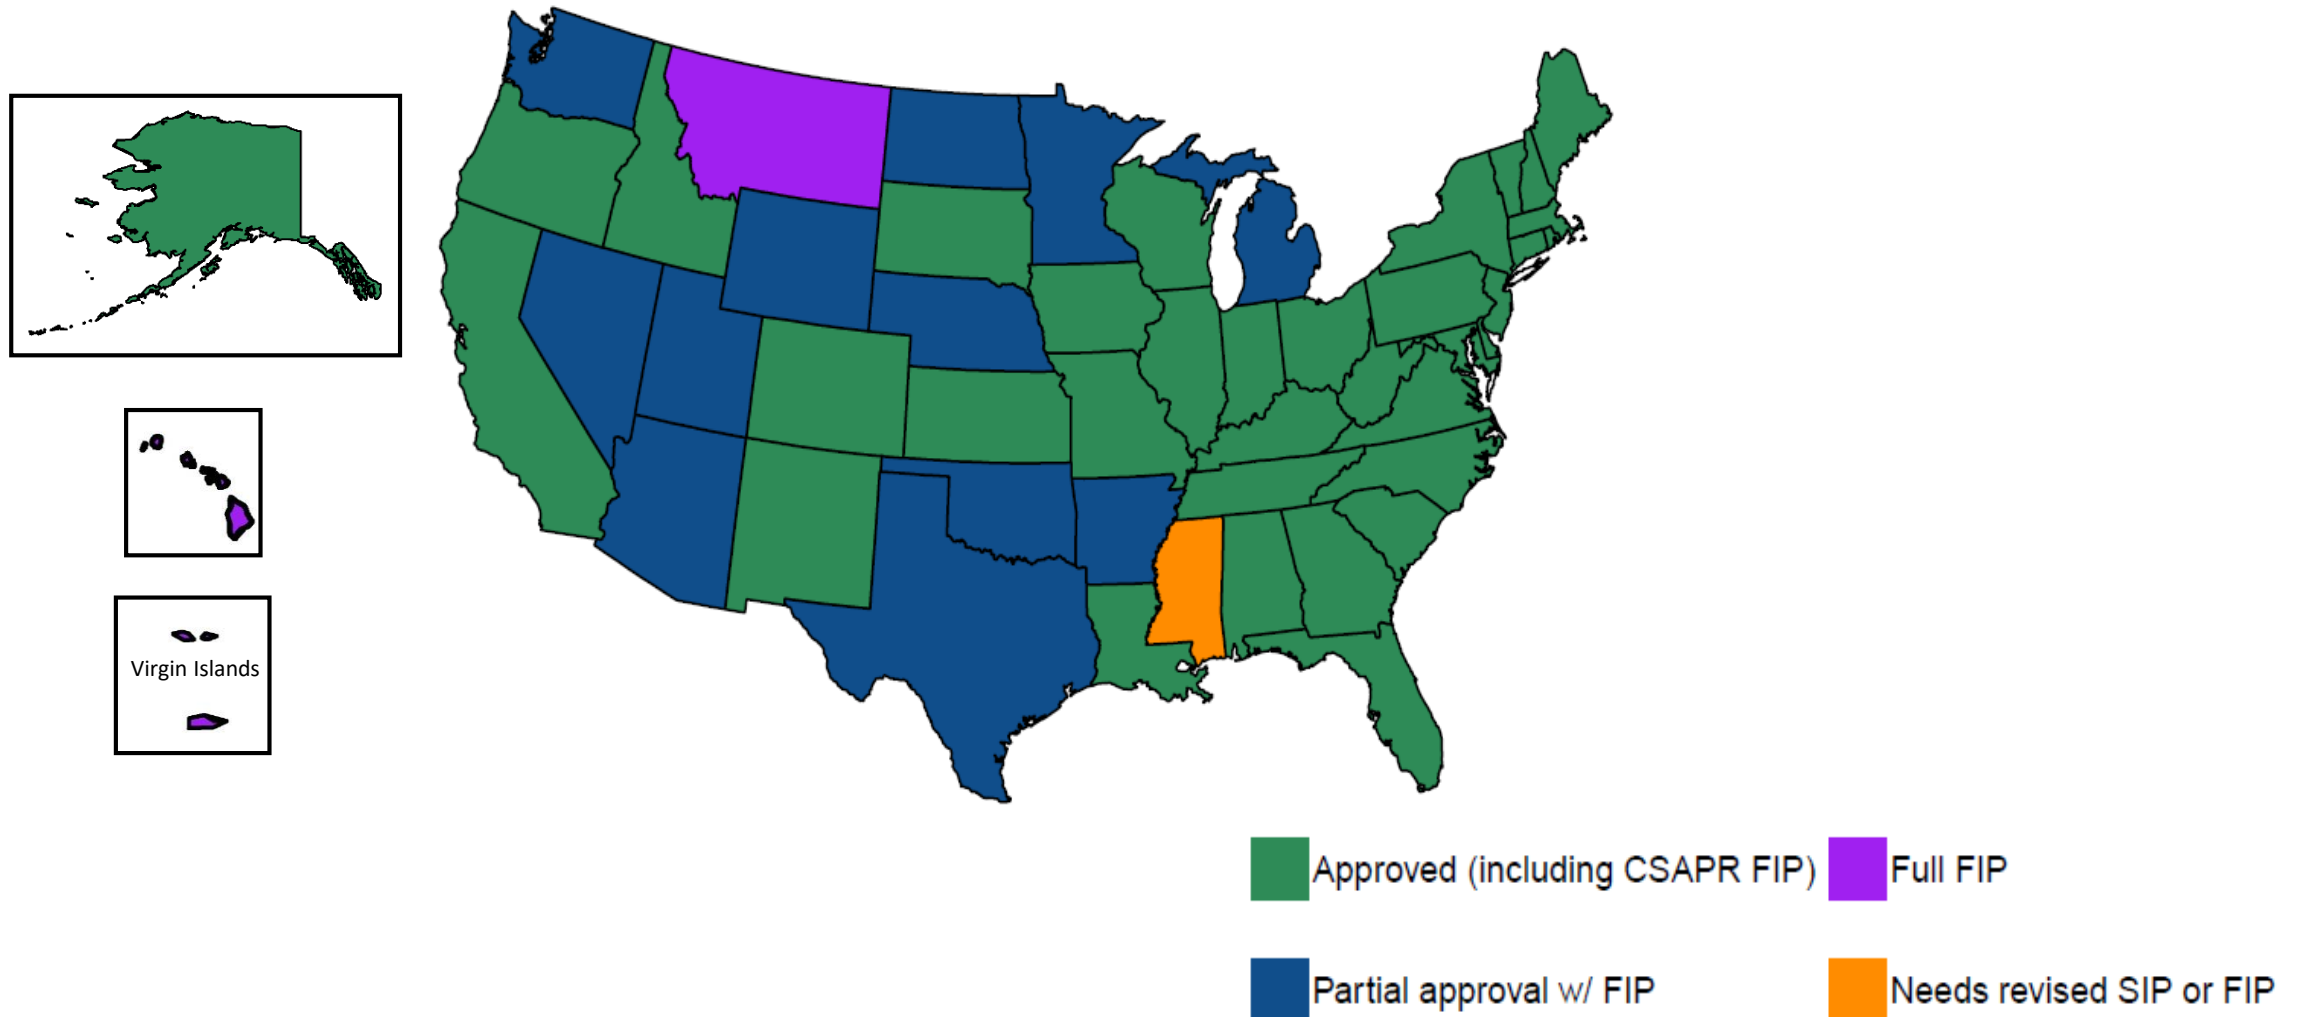 Virgin Islands
Approved (including CSAPR FIP)
Full FIP
Partial approval w/ FIP
Needs revised SIP or FIP